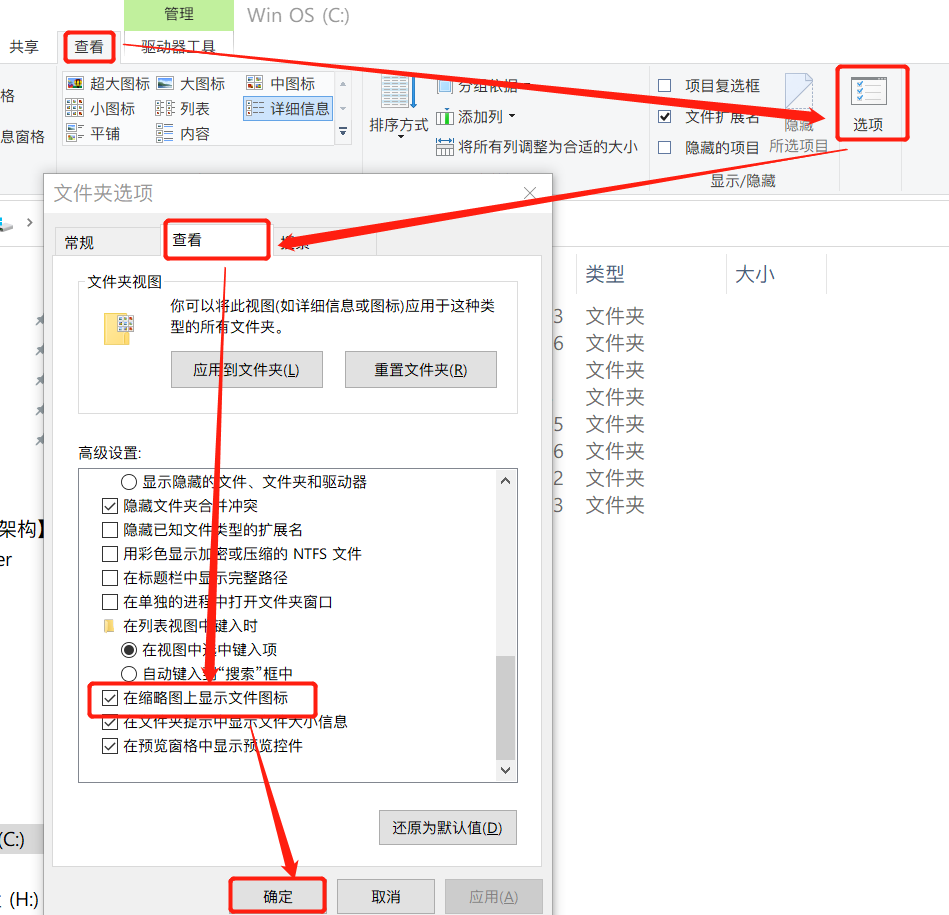 管理
Win OS (C:)
共享
查看
驱动器工具
格
息窗格
超大图标
大图标
中图标
小图标
列表
详细信息
平铺
内容
排序方式
分组依据
添加列
将所有列调整为合适的大小
项目复选框
文件扩展名
隐藏的项目
隐藏
所选项目
显示/隐藏
选项
文件夹选项
常规
查看
类型
大小
文件夹视图
你可以将此视图(如详细信息或图标)应用于这种类
型的所有文件夹。
应用到文件夹(L)
重置文件夹(R)
3 文件夹
6 文件夹
文件夹
文件夹
5 文件夹
6 文件夹
2 文件夹
3 文件夹
高级设置:
显示隐藏的文件、文件夹和驱动器
隐藏文件夹合并冲突
隐藏已知文件类型的扩展名
用彩色显示加密或压缩的 NTFS 文件
在标题栏中显示完整路径
在单独的进程中打开文件夹窗口
在列表视图中键入时
在视图中选中键入项
自动键入到“搜索”框中
在缩略图上显示文件图标
在文件夹提示中显示文件大小信息
在预览窗格中显示预览控件
架构】
er
还原为默认值(D)
(C:)
(H:)
确定
取消
应用(A)